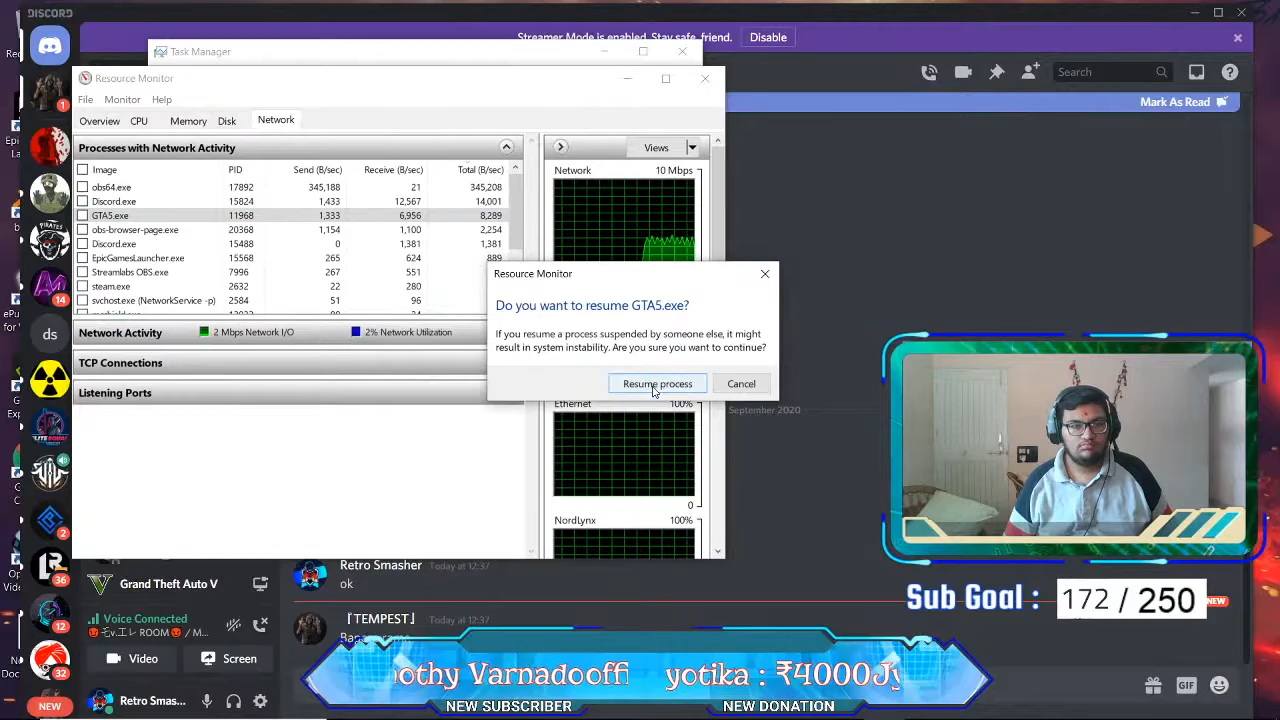 DISCORD
Streamer Mode is enabled. Stay safe, friend.
Disable
Task Manager
Resource Monitor
File Monitor Help
Search
Mark As Read
Overview CPU Memory Disk Network
Processes with Network Activity
Views
Image PID Send (B/sec) Receive (B/sec) Total (B/sec)
obs64.exe 17892 345,188 21 345,208
Discord.exe 15824 1,433 12,567 14,001
GTA5.exe 11968 1,333 6,956 8,289
obs-browser-page.exe 20368 1,154 1,100 2,254
Discord.exe 15488 0 1,381 1,381
EpicGamesLauncher.exe 15568 265 624 889
Streamlabs OBS.exe 7996 267 551
steam.exe 2632 22 280
svchost.exe (NetworkService -p) 2584 51 96
Network 10 Mbps
Resource Monitor
Do you want to resume GTA5.exe?
If you resume a process suspended by someone else, it might
result in system instability. Are you sure you want to continue?
Resume process
Cancel
Network Activity 2 Mbps Network I/O 2% Network Utilization
TCP Connections
Listening Ports
Ethernet 100%
0
NordLynx 100%
September 2020
1
14
ds
2
36
12
32
NEW
Grand Theft Auto V
Voice Connected
Video
Screen
Retro Smas...
Retro Smasher Today at 12:37
ok
『TEMPEST』 Today at 12:37
NEW
Sub Goal : 172 / 250
othy Varnadooffi
yotika : ₹4000Jy
NEW SUBSCRIBER
NEW DONATION
GIF